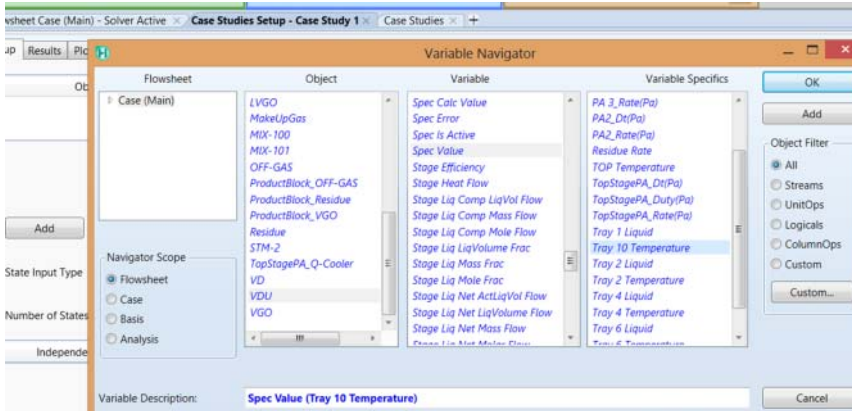 wsheet Case (Main) - Solver Active × Case Studies Setup - Case Study 1 × Case Studies × +
up Results Plo
Variable Navigator
Flowsheet Object Variable Variable Specifics
Case (Main)
LVGO
MakeUpGas
MIX-100
MIX-101
OFF-GAS
ProductBlock_OFF-GAS
ProductBlock_Residue
ProductBlock_VGO
Residue
STM-2
TopStagePA_Q-Cooler
VD
VDU
VGO
Spec Calc Value
Spec Error
Spec Is Active
Spec Value
Stage Efficiency
Stage Heat Flow
Stage Liq Comp LiqVol Flow
Stage Liq Comp Mass Flow
Stage Liq Comp Mole Flow
Stage Liq LiqVolume Frac
Stage Liq Mass Frac
Stage Liq Mole Frac
Stage Liq Net ActLiqVol Flow
Stage Liq Net LiqVolume Flow
Stage Liq Net Mass Flow
Stage Liq Net Molar Flow
PA 3_Rate(Pa)
PA2_Dt(Pa)
PA2_Rate(Pa)
Residue Rate
TOP Temperature
TopStagePA_Dt(Pa)
TopStagePA_Duty(Pa)
TopStagePA_Rate(Pa)
Tray 1 Liquid
Tray 10 Temperature
Tray 2 Liquid
Tray 2 Temperature
Tray 4 Liquid
Tray 4 Temperature
Tray 6 Liquid
Tray 6 Temperature
OK
Add
Object Filter
All
Streams
UnitOps
Logicals
ColumnOps
Custom
Custom...
Cancel
Navigator Scope
Flowsheet
Case
Basis
Analysis
Ob
Add
State Input Type
Number of States
Independe
Variable Description: Spec Value (Tray 10 Temperature)